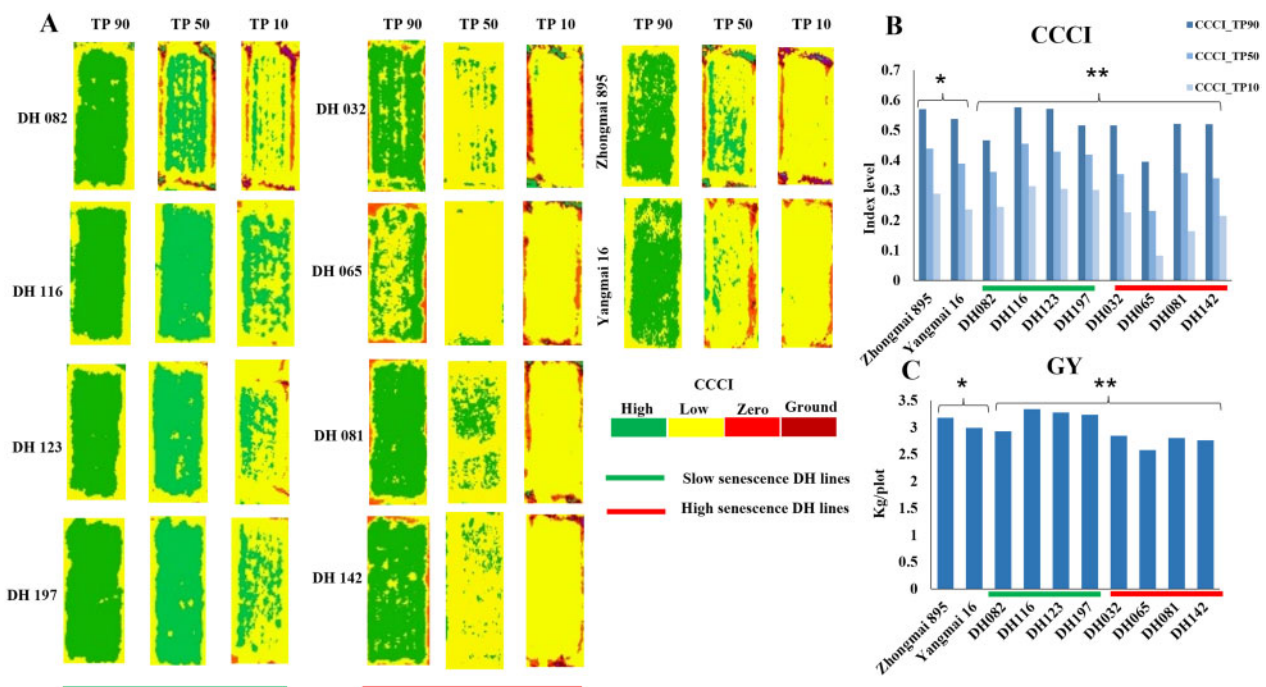 A
TP 90 TP 50 TP 10
TP 90 TP 50 TP 10
TP 90 TP 50 TP 10
DH 082
DH 032
Zhongmai 895
DH 116
DH 065
Yangmai 16
DH 123
DH 081
DH 197
DH 142
CCCI
High Low Zero Ground
Slow senescence DH lines
High senescence DH lines
B
CCCI
CCCI_TP90
CCCI_TP50
CCCI_TP10
* **
Index level
0.7
0.6
0.5
0.4
0.3
0.2
0.1
0
Zhongmai 895
Yangmai 16
DH082
DH116
DH123
DH197
DH032
DH065
DH081
DH142
C
GY
* **
Kg/plot
3.5
3
2.5
2
1.5
1
0.5
0
Zhongmai 895
Yangmai 16
DH082
DH116
DH123
DH197
DH032
DH065
DH081
DH142